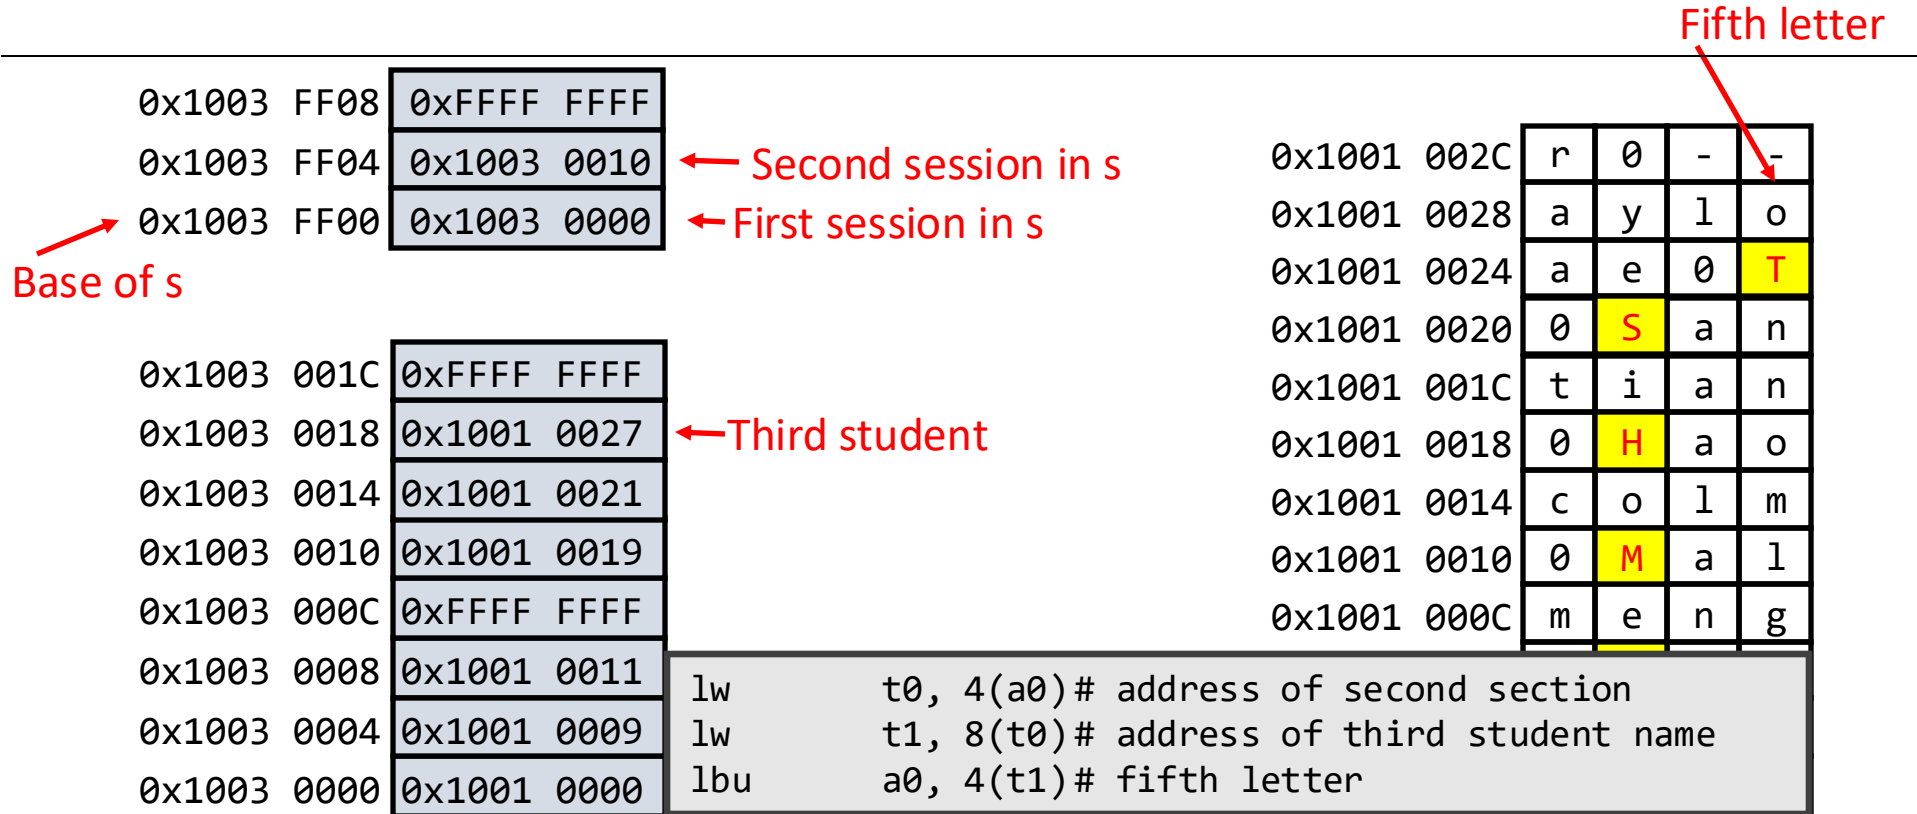 Fifth letter
0x1003 FF08 0xFFFF FFFF
0x1003 FF04 0x1003 0010 Second session in s
0x1003 FF00 0x1003 0000 First session in s
Base of s
0x1003 001C 0xFFFF FFFF
0x1003 0018 0x1001 0027 Third student
0x1003 0014 0x1001 0021
0x1003 0010 0x1001 0019
0x1003 000C 0xFFFF FFFF
0x1003 0008 0x1001 0011
0x1003 0004 0x1001 0009
0x1003 0000 0x1001 0000
0x1001 002C r 0 - -
0x1001 0028 a y l o
0x1001 0024 a e 0 T
0x1001 0020 0 S a n
0x1001 001C t i a n
0x1001 0018 0 H a o
0x1001 0014 c o l m
0x1001 0010 0 M a l
0x1001 000C m e n g
lw t0, 4(a0)# address of second section
lw t1, 8(t0)# address of third student name
lbu a0, 4(t1)# fifth letter